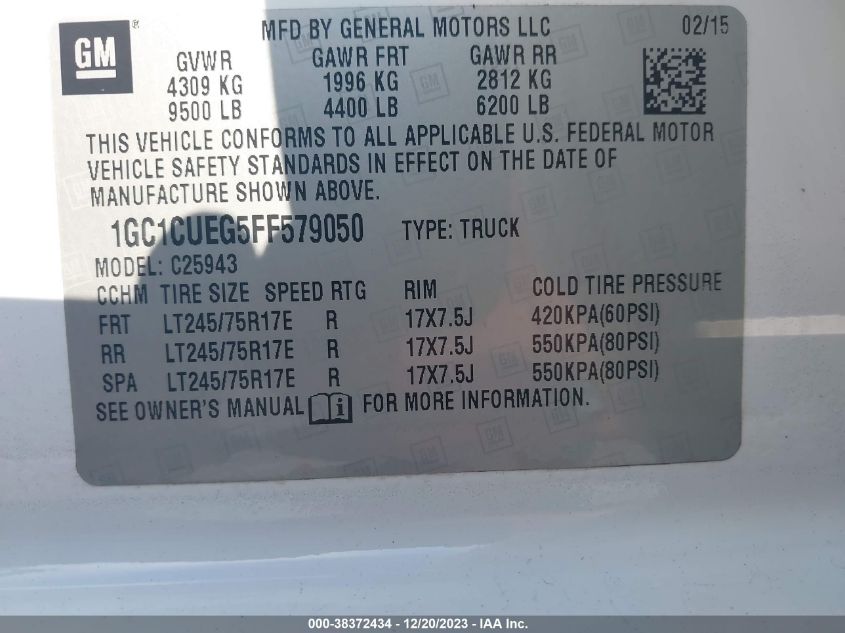 GM ®
MFD BY GENERAL MOTORS LLC 02/15
GVWR GAWR FRT GAWR RR
4309 KG 1996 KG 2812 KG
9500 LB 4400 LB 6200 LB
THIS VEHICLE CONFORMS TO ALL APPLICABLE U.S. FEDERAL MOTOR
VEHICLE SAFETY STANDARDS IN EFFECT ON THE DATE OF
MANUFACTURE SHOWN ABOVE.
1GC1CUEG5FF579050 TYPE: TRUCK
MODEL: C25943
CCHM TIRE SIZE SPEED RTG RIM COLD TIRE PRESSURE
FRT LT245/75R17E R 17X7.5J 420KPA(60PSI)
RR LT245/75R17E R 17X7.5J 550KPA(80PSI)
SPA LT245/75R17E R 17X7.5J 550KPA(80PSI)
SEE OWNER'S MANUAL i FOR MORE INFORMATION.
000-38372434 - 12/20/2023 - IAA Inc.